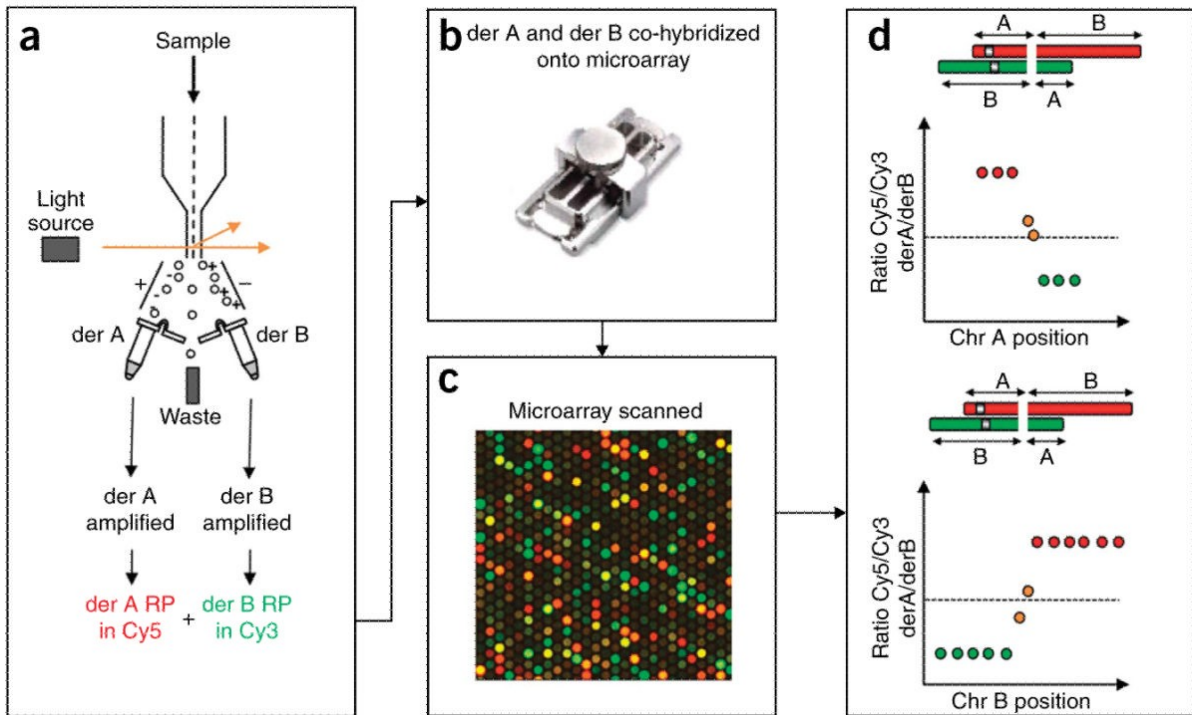 a
Sample
Light
source
+
−
-
-
-
-
+
+
+
+
der A
der B
Waste
der A
amplified
der B
amplified
der A RP
in Cy5
+
der B RP
in Cy3
b
der A and der B co-hybridized
onto microarray
c
Microarray scanned
d
A
B
B
A
Ratio Cy5/Cy3
derA/derB
Chr A position
A
B
B
A
Ratio Cy5/Cy3
derA/derB
Chr B position